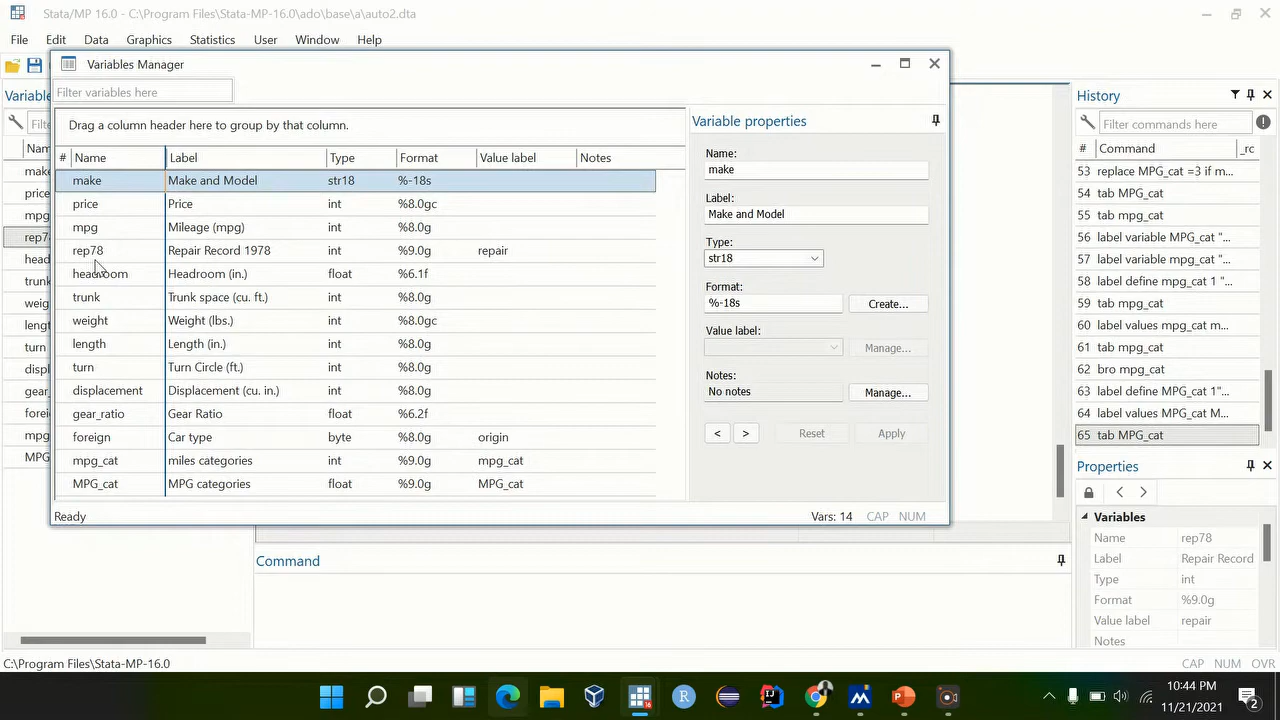 Stata/MP 16.0 - C:\Program Files\Stata-MP-16.0\ado\base\a\auto2.dta
File Edit Data Graphics Statistics User Window Help
Variables Manager
Filter variables here
Drag a column header here to group by that column.
# Name Label Type Format Value label Notes
make Make and Model str18 %-18s
price Price int %8.0gc
mpg Mileage (mpg) int %8.0g
rep78 Repair Record 1978 int %9.0g repair
headroom Headroom (in.) float %6.1f
trunk Trunk space (cu. ft.) int %8.0g
weight Weight (lbs.) int %8.0gc
length Length (in.) int %8.0g
turn Turn Circle (ft.) int %8.0g
displacement Displacement (cu. in.) int %8.0g
gear_ratio Gear Ratio float %6.2f
foreign Car type byte %8.0g origin
mpg_cat miles categories int %9.0g mpg_cat
MPG_cat MPG categories float %9.0g MPG_cat
Ready Vars: 14 CAP NUM
Variable properties
Name:
make
Label:
Make and Model
Type:
str18
Format:
%-18s Create...
Value label:
Manage...
Notes:
No notes Manage...
< > Reset Apply
Variable
Filt
Nam
make
price
mpg
rep7
head
trunk
weig
lengt
turn
displ
gear_
forei
mpg
MPG
History
Filter commands here
# Command _rc
53 replace MPG_cat =3 if m...
54 tab MPG_cat
55 tab mpg_cat
56 label variable MPG_cat "...
57 label variable mpg_cat "...
58 label define mpg_cat 1 "...
59 tab mpg_cat
60 label values mpg_cat m...
61 tab mpg_cat
62 bro mpg_cat
63 label define MPG_cat 1"...
64 label values MPG_cat M...
65 tab MPG_cat
Properties
Variables
Name rep78
Label Repair Record
Type int
Format %9.0g
Value label repair
Notes
Command
C:\Program Files\Stata-MP-16.0 CAP NUM OVR
10:44 PM
11/21/2021